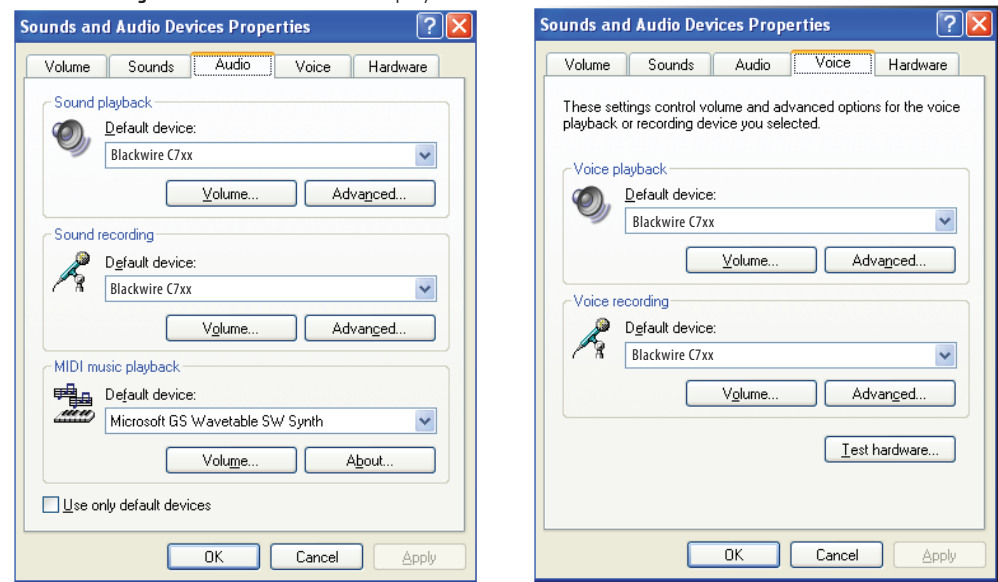 Sounds and Audio Devices Properties
Volume Sounds Audio Voice Hardware
Sound playback
Default device:
Blackwire C7xx
Volume... Advanced...
Sound recording
Default device:
Blackwire C7xx
Volume... Advanced...
MIDI music playback
Default device:
Microsoft GS Wavetable SW Synth
Volume... About...
Use only default devices
OK Cancel Apply
Sounds and Audio Devices Properties
Volume Sounds Audio Voice Hardware
These settings control volume and advanced options for the voice
playback or recording device you selected.
Voice playback
Default device:
Blackwire C7xx
Volume... Advanced...
Voice recording
Default device:
Blackwire C7xx
Volume... Advanced...
Test hardware...
OK Cancel Apply